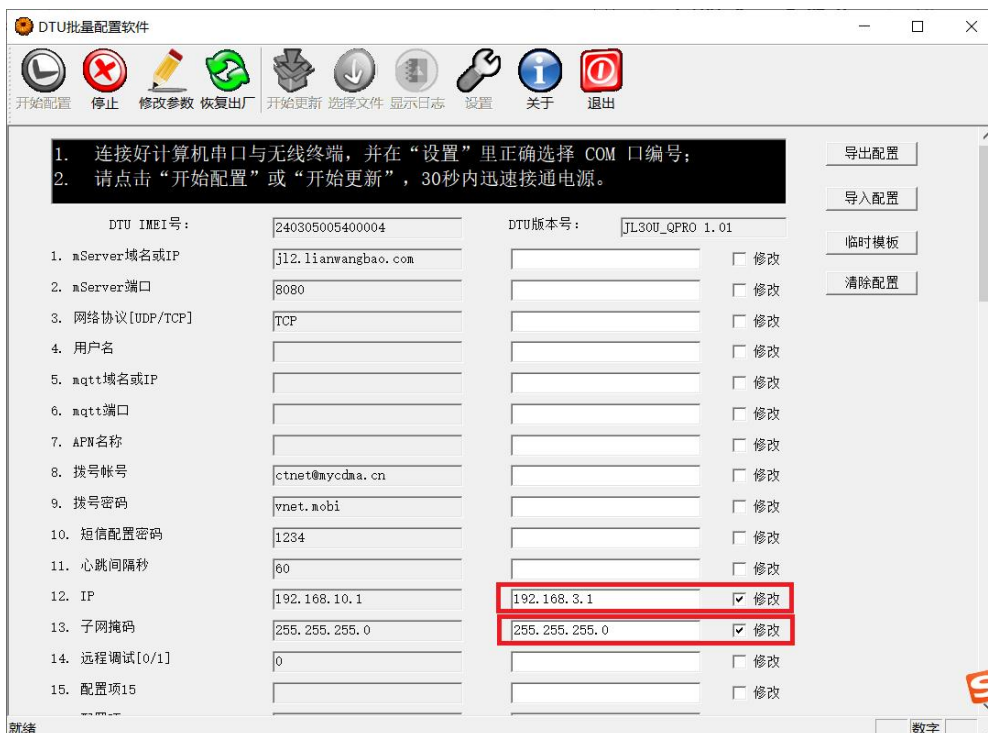 DTU批量配置软件
开始配置 停止 修改参数 恢复出厂 开始更新 选择文件 显示日志 设置 关于 退出
1. 连接好计算机串口与无线终端，并在“设置”里正确选择 COM 口编号；
2. 请点击“开始配置”或“开始更新”，30秒内迅速接通电源。
导出配置
导入配置
临时模板
清除配置
DTU IMEI号： 240305005400004 DTU版本号： JL30U_QPRO 1.01
1. mServer域名或IP jl2.lianwangbao.com 修改
2. mServer端口 8080 修改
3. 网络协议[UDP/TCP] TCP 修改
4. 用户名 修改
5. mqtt域名或IP 修改
6. mqtt端口 修改
7. APN名称 修改
8. 拨号帐号 ctnet@mycdma.cn 修改
9. 拨号密码 vnet.mobi 修改
10. 短信配置密码 1234 修改
11. 心跳间隔秒 60 修改
12. IP 192.168.10.1 192.168.3.1 修改
13. 子网掩码 255.255.255.0 255.255.255.0 修改
14. 远程调试[0/1] 0 修改
15. 配置项15 修改
就绪 数字